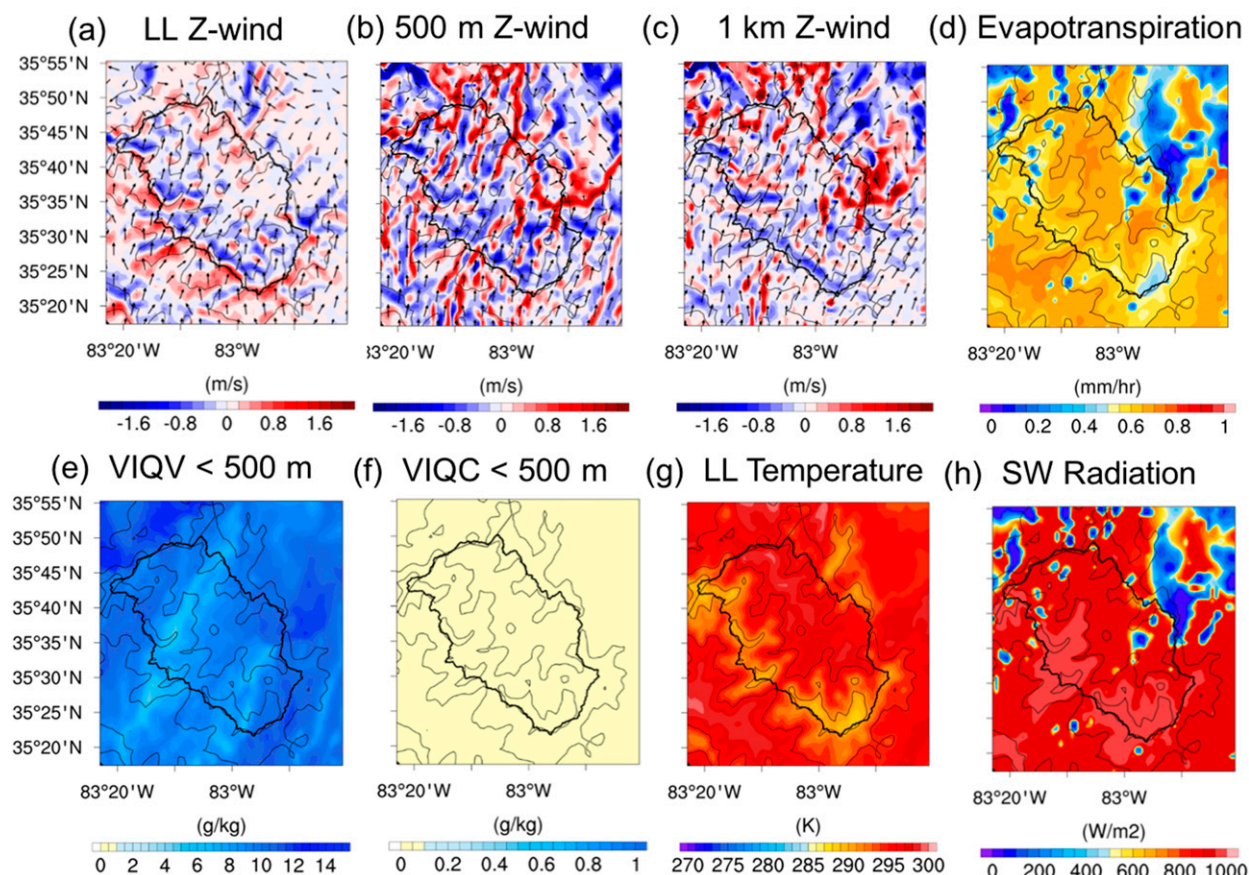 (a) LL Z-wind (b) 500 m Z-wind (c) 1 km Z-wind (d) Evapotranspiration
35°55'N
35°50'N
35°45'N
35°40'N
35°35'N
35°30'N
35°25'N
35°20'N
83°20'W 83°W 83°20'W 83°W 83°20'W 83°W 83°20'W 83°W
(m/s) (m/s) (m/s) (mm/hr)
-1.6 -0.8 0 0.8 1.6 -1.6 -0.8 0 0.8 1.6 -1.6 -0.8 0 0.8 1.6 0 0.2 0.4 0.6 0.8 1
(e) VIQV < 500 m (f) VIQC < 500 m (g) LL Temperature (h) SW Radiation
35°55'N
35°50'N
35°45'N
35°40'N
35°35'N
35°30'N
35°25'N
35°20'N
83°20'W 83°W 83°20'W 83°W 83°20'W 83°W 83°20'W 83°W
(g/kg) (g/kg) (K) (W/m2)
0 2 4 6 8 10 12 14 0 0.2 0.4 0.6 0.8 1 270 275 280 285 290 295 300 0 200 400 600 800 1000